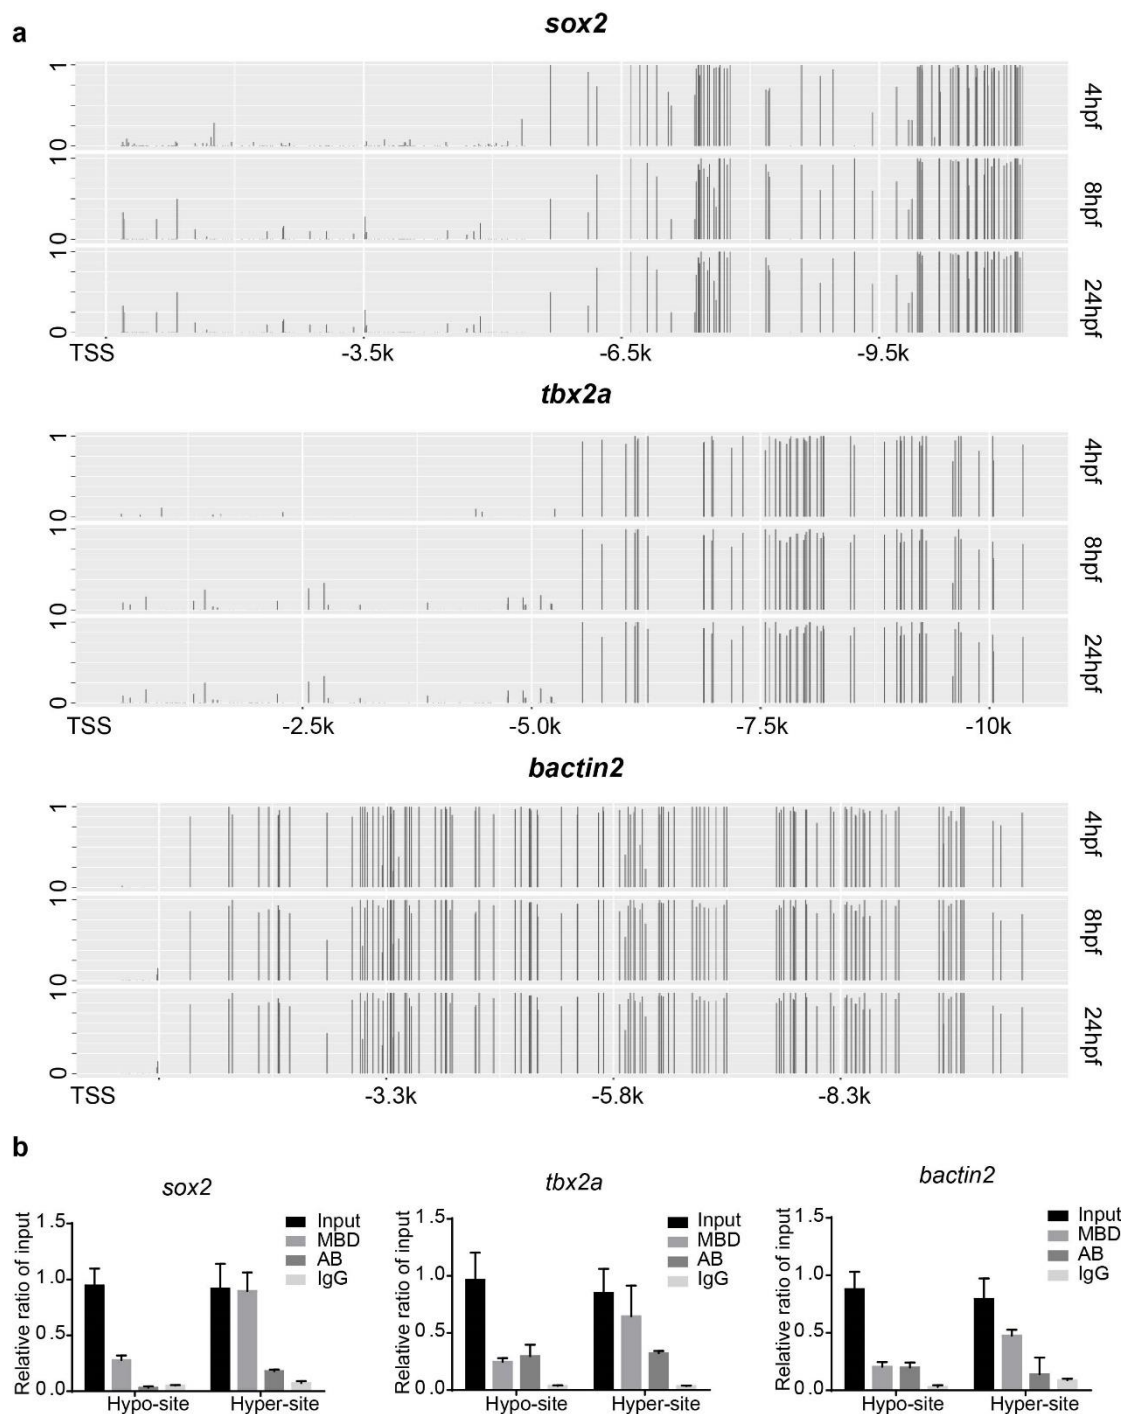 a
sox2
1
0
4hpf
1
0
8hpf
1
0
24hpf
TSS -3.5k -6.5k -9.5k
tbx2a
1
0
4hpf
1
0
8hpf
1
0
24hpf
TSS -2.5k -5.0k -7.5k -10k
bactin2
1
0
4hpf
1
0
8hpf
1
0
24hpf
TSS -3.3k -5.8k -8.3k
b
sox2
Relative ratio of input
1.5
1.0
0.5
0.0
Input
MBD
AB
IgG
Hypo-site Hyper-site
tbx2a
Relative ratio of input
1.5
1.0
0.5
0.0
Input
MBD
AB
IgG
Hypo-site Hyper-site
bactin2
Relative ratio of input
1.5
1.0
0.5
0.0
Input
MBD
AB
IgG
Hypo-site Hyper-site